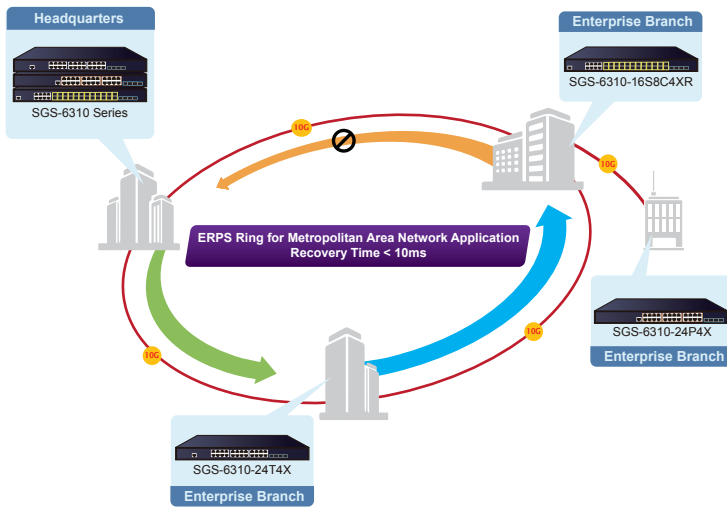 Headquarters
SGS-6310 Series
Enterprise Branch
SGS-6310-16S8C4XR
10G
10G
ERPS Ring for Metropolitan Area Network Application
Recovery Time < 10ms
SGS-6310-24P4X
Enterprise Branch
10G
10G
SGS-6310-24T4X
Enterprise Branch